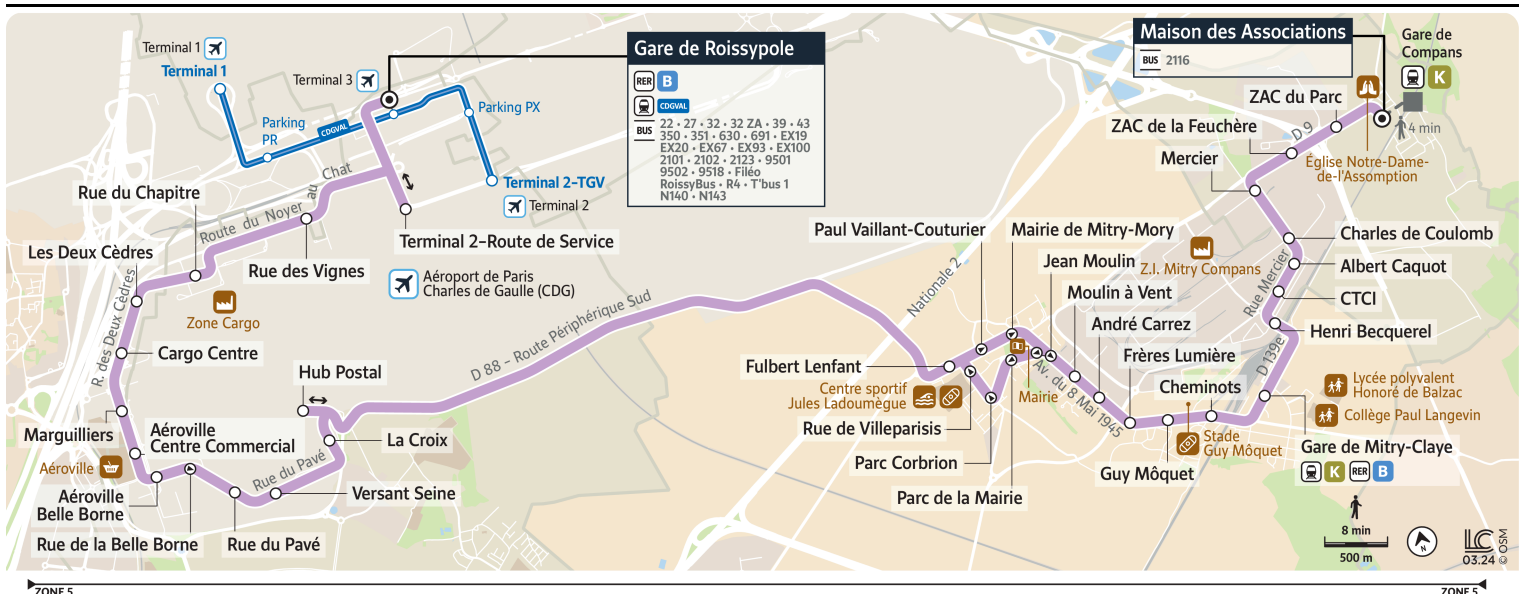 Terminal 1
Terminal 1
Terminal 3
Parking
PR
CDGVAL
Parking PX
Terminal 2-TGV
Terminal 2
Gare de Roissypole
RER B
CDGVAL
BUS
22 • 27 • 32 • 32 ZA • 39 • 43
350 • 351 • 630 • 691 • EX19
EX20 • EX67 • EX93 • EX100
2101 • 2102 • 2123 • 9501
9502 • 9518 • Filéo
RoissyBus • R4 • T'bus 1
N140 • N143
Maison des Associations
BUS 2116
Gare de
Compans
K
4 min
ZAC du Parc
D 9
ZAC de la Feuchère
Mercier
Église Notre-Dame-
de-l'Assomption
Rue du Chapitre
Route du Noyer au Chat
Les Deux Cèdres
Rue des Vignes
Terminal 2–Route de Service
Aéroport de Paris
Charles de Gaulle (CDG)
Zone Cargo
R. des Deux Cèdres
Cargo Centre
Hub Postal
D 88 – Route Périphérique Sud
Marguilliers
Aéroville
Centre Commercial
La Croix
Aéroville
Rue du Pavé
Versant Seine
Aéroville
Belle Borne
Rue de la Belle Borne
Rue du Pavé
Nationale 2
Paul Vaillant-Couturier
Mairie de Mitry-Mory
Jean Moulin
Z.I. Mitry Compans
Moulin à Vent
André Carrez
Frères Lumière
Cheminots
Fulbert Lenfant
Centre sportif
Jules Ladoumègue
Mairie
Av. du 8 Mai 1945
Rue de Villeparisis
Parc Corbrion
Parc de la Mairie
Guy Môquet
Stade
Guy Môquet
Charles de Coulomb
Albert Caquot
CTCI
Rue Mercier
Henri Becquerel
D 139e
Lycée polyvalent
Honoré de Balzac
Collège Paul Langevin
Gare de Mitry-Claye
K RER B
8 min
500 m
N
LC
03.24
© OSM
ZONE 5
ZONE 5